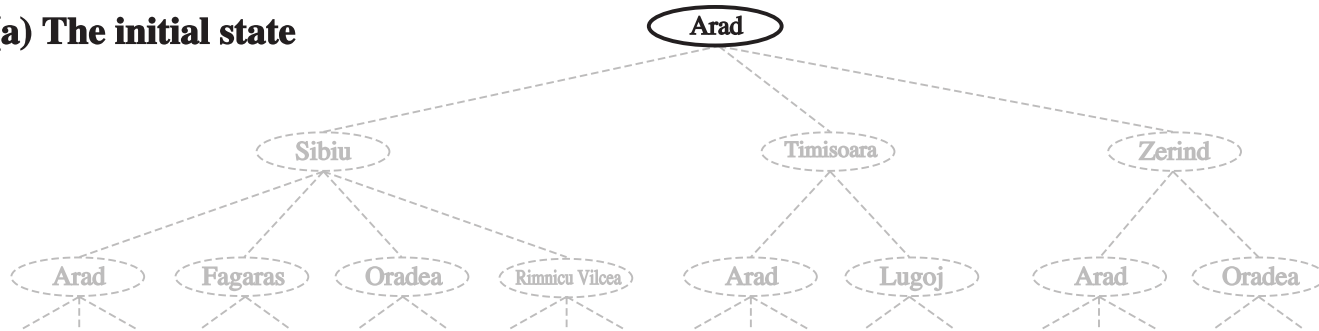 a) The initial state
Arad
Sibiu
Timisoara
Zerind
Arad
Fagaras
Oradea
Rimnicu Vilcea
Arad
Lugoj
Arad
Oradea